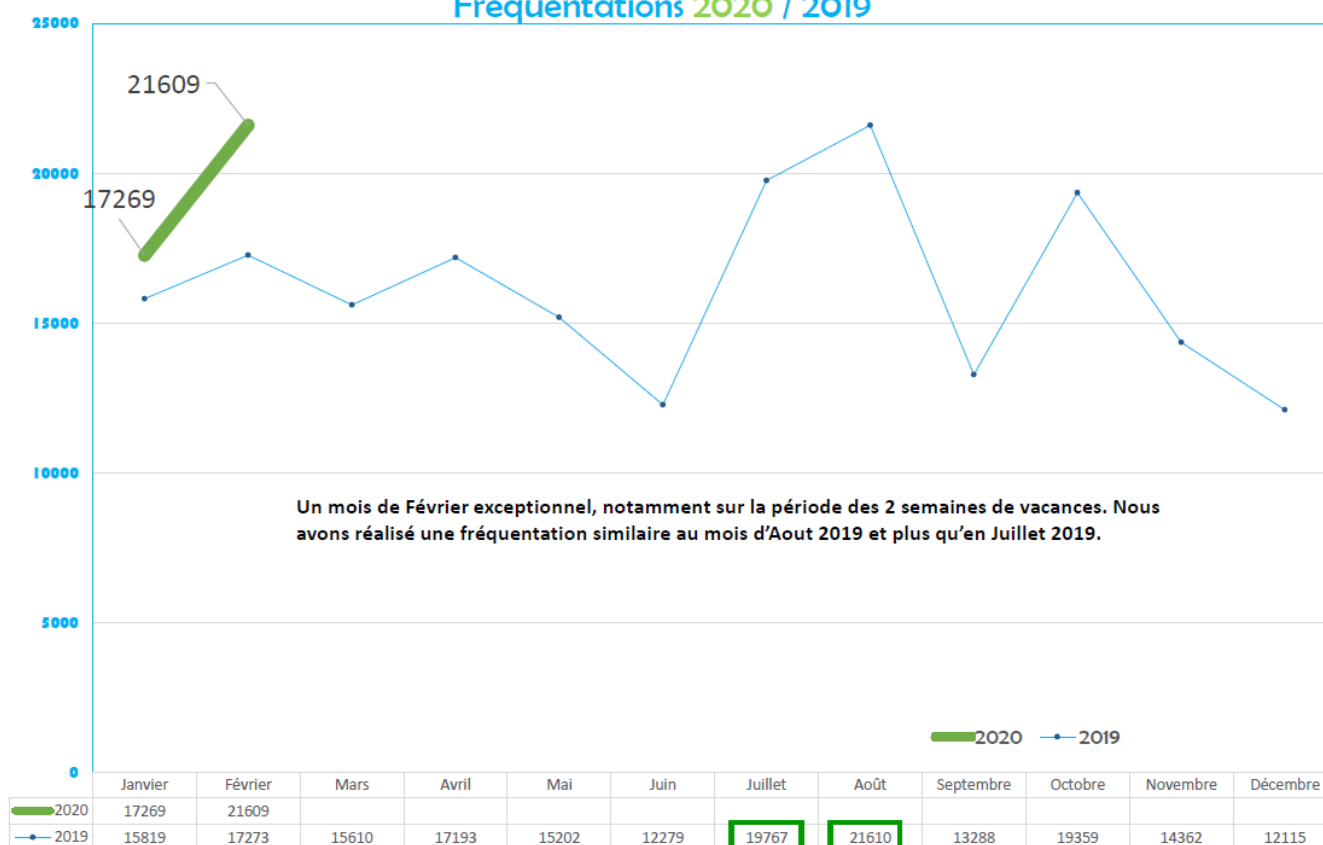 Fréquentations 2020 / 2019
25000
21609
20000
17269
15000
10000
Un mois de Février exceptionnel, notamment sur la période des 2 semaines de vacances. Nous
avons réalisé une fréquentation similaire au mois d’Aout 2019 et plus qu’en Juillet 2019.
5000
2020 2019
0
Janvier Février Mars Avril Mai Juin Juillet Août Septembre Octobre Novembre Décembre
2020 17269 21609
2019 15819 17273 15610 17193 15202 12279 19767 21610 13288 19359 14362 12115